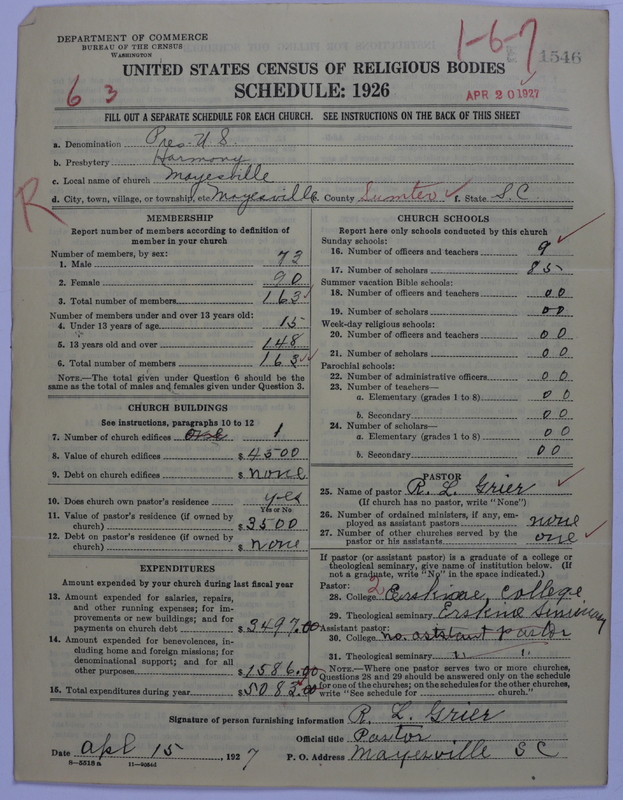 DEPARTMENT OF COMMERCE
BUREAU OF THE CENSUS
WASHINGTON
1-6-7
1546
UNITED STATES CENSUS OF RELIGIOUS BODIES
SCHEDULE: 1926
6 3
APR 20 1927
FILL OUT A SEPARATE SCHEDULE FOR EACH CHURCH. SEE INSTRUCTIONS ON THE BACK OF THIS SHEET
a. Denomination Pres. U.S.
b. Presbytery Harmony
c. Local name of church Mayesville
d. City, town, village, or township, etc Mayesville County Sumter f. State S.C.
R
MEMBERSHIP
Report number of members according to definition of
member in your church
Number of members, by sex:
1. Male 73
2. Female 90
3. Total number of members 163
Number of members under and over 13 years old:
4. Under 13 years of age 15
5. 13 years old and over 148
6. Total number of members 163
NOTE.—The total given under Question 6 should be
same as the total of males and females given under Question 3.
CHURCH BUILDINGS
See instructions, paragraphs 10 to 12
7. Number of church edifices one 1
8. Value of church edifices $ 4500
9. Debt on church edifices $ none
10. Does church own pastor's residence yes
Yes or No
11. Value of pastor's residence (if owned by
church) $ 3500
12. Debt on pastor's residence (if owned by
church) $ none
EXPENDITURES
Amount expended by your church during last fiscal year
13. Amount expended for salaries, repairs,
and other running expenses; for im-
provements or new buildings; and for
payments on church debt $ 3497.00
14. Amount expended for benevolences, in-
cluding home and foreign missions; for
denominational support; and for all
other purposes $ 1586.00
15. Total expenditures during year $ 5083.00
CHURCH SCHOOLS
Report here only schools conducted by this church
Sunday schools:
16. Number of officers and teachers 9
17. Number of scholars 85
Summer vacation Bible schools:
18. Number of officers and teachers 00
19. Number of scholars 00
Week-day religious schools:
20. Number of officers and teachers 00
21. Number of scholars 00
Parochial schools:
22. Number of administrative officers 00
23. Number of teachers—
a. Elementary (grades 1 to 8) 00
b. Secondary 00
24. Number of scholars—
a. Elementary (grades 1 to 8) 00
b. Secondary 00
PASTOR
25. Name of pastor R. L. Grier
(If church has no pastor, write "None")
26. Number of ordained ministers, if any, em-
ployed as assistant pastors none
27. Number of other churches served by the
pastor or his assistants one
If pastor (or assistant pastor) is a graduate of a college or
theological seminary, give name of institution below. (If
not a graduate, write "No" in the space indicated.)
Pastor: 2
28. College Erskine College
29. Theological seminary Erskine Seminary
Assistant pastor:
30. College no assistant pastor
31. Theological seminary " "
NOTE.—Where one pastor serves two or more churches,
Questions 28 and 29 should be answered only on the schedule
for one of the churches; on the schedules for the other churches,
write "See schedule for church."
Signature of person furnishing information R. L. Grier
Official title Pastor
Date Apl 15, 1927 P. O. Address Mayesville S C
8-5518a 11-9064d